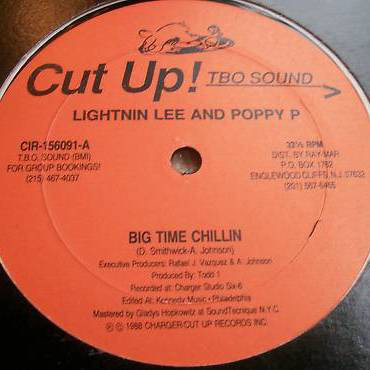 Cut Up! TBO SOUND
LIGHTNIN LEE AND POPPY P
CIR-156091-A
T.B.O. SOUND (BMI)
FOR GROUP BOOKINGS!
(215) 467-4037
33⅓ RPM
DIST. BY RAY-MAR
P.O. BOX 1762
ENGLEWOOD CLIFFS, N.J. 07632
(201) 567-6465
BIG TIME CHILLIN
(D. Smithwick-A. Johnson)
Executive Producers: Rafael J. Vazquez & A. Johnson
Produced By: Todd 1
Recorded at: Charger Studio Six-6
Edited At: Kennedy Music • Philadelphia
Mastered by Gladys Hopkowitz at SoundTecnique N.Y.C.
℗ © 1988 CHARGER/CUT UP RECORDS INC.